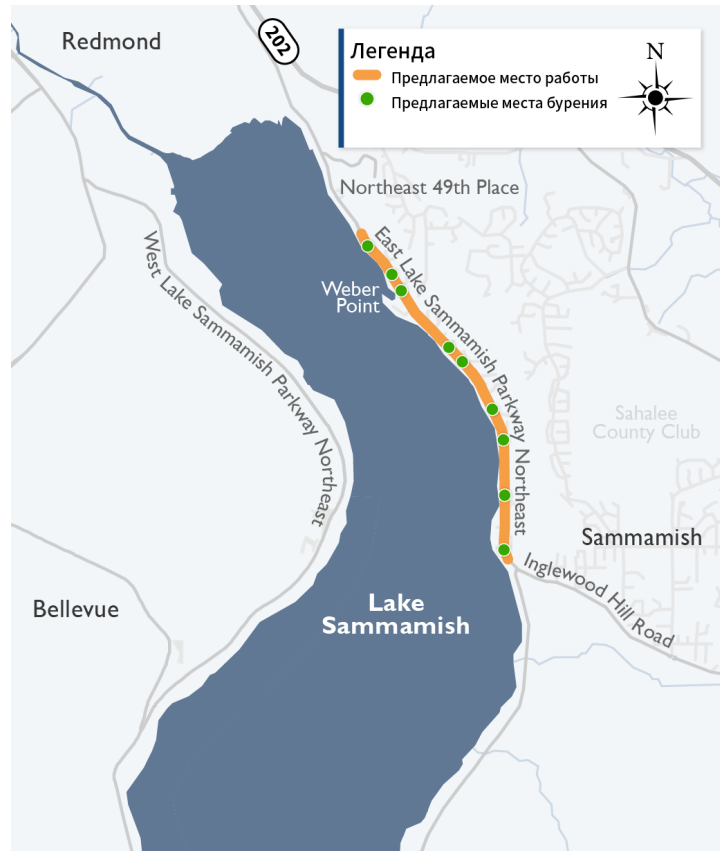 Redmond
202
Легенда
N
Предлагаемое место работы
Предлагаемые места бурения
Northeast 49th Place
East Lake Sammamish Parkway Northeast
West Lake Sammamish Parkway Northeast
Weber
Point
Sahalee
County Club
Sammamish
Inglewood Hill Road
Bellevue
Lake
Sammamish